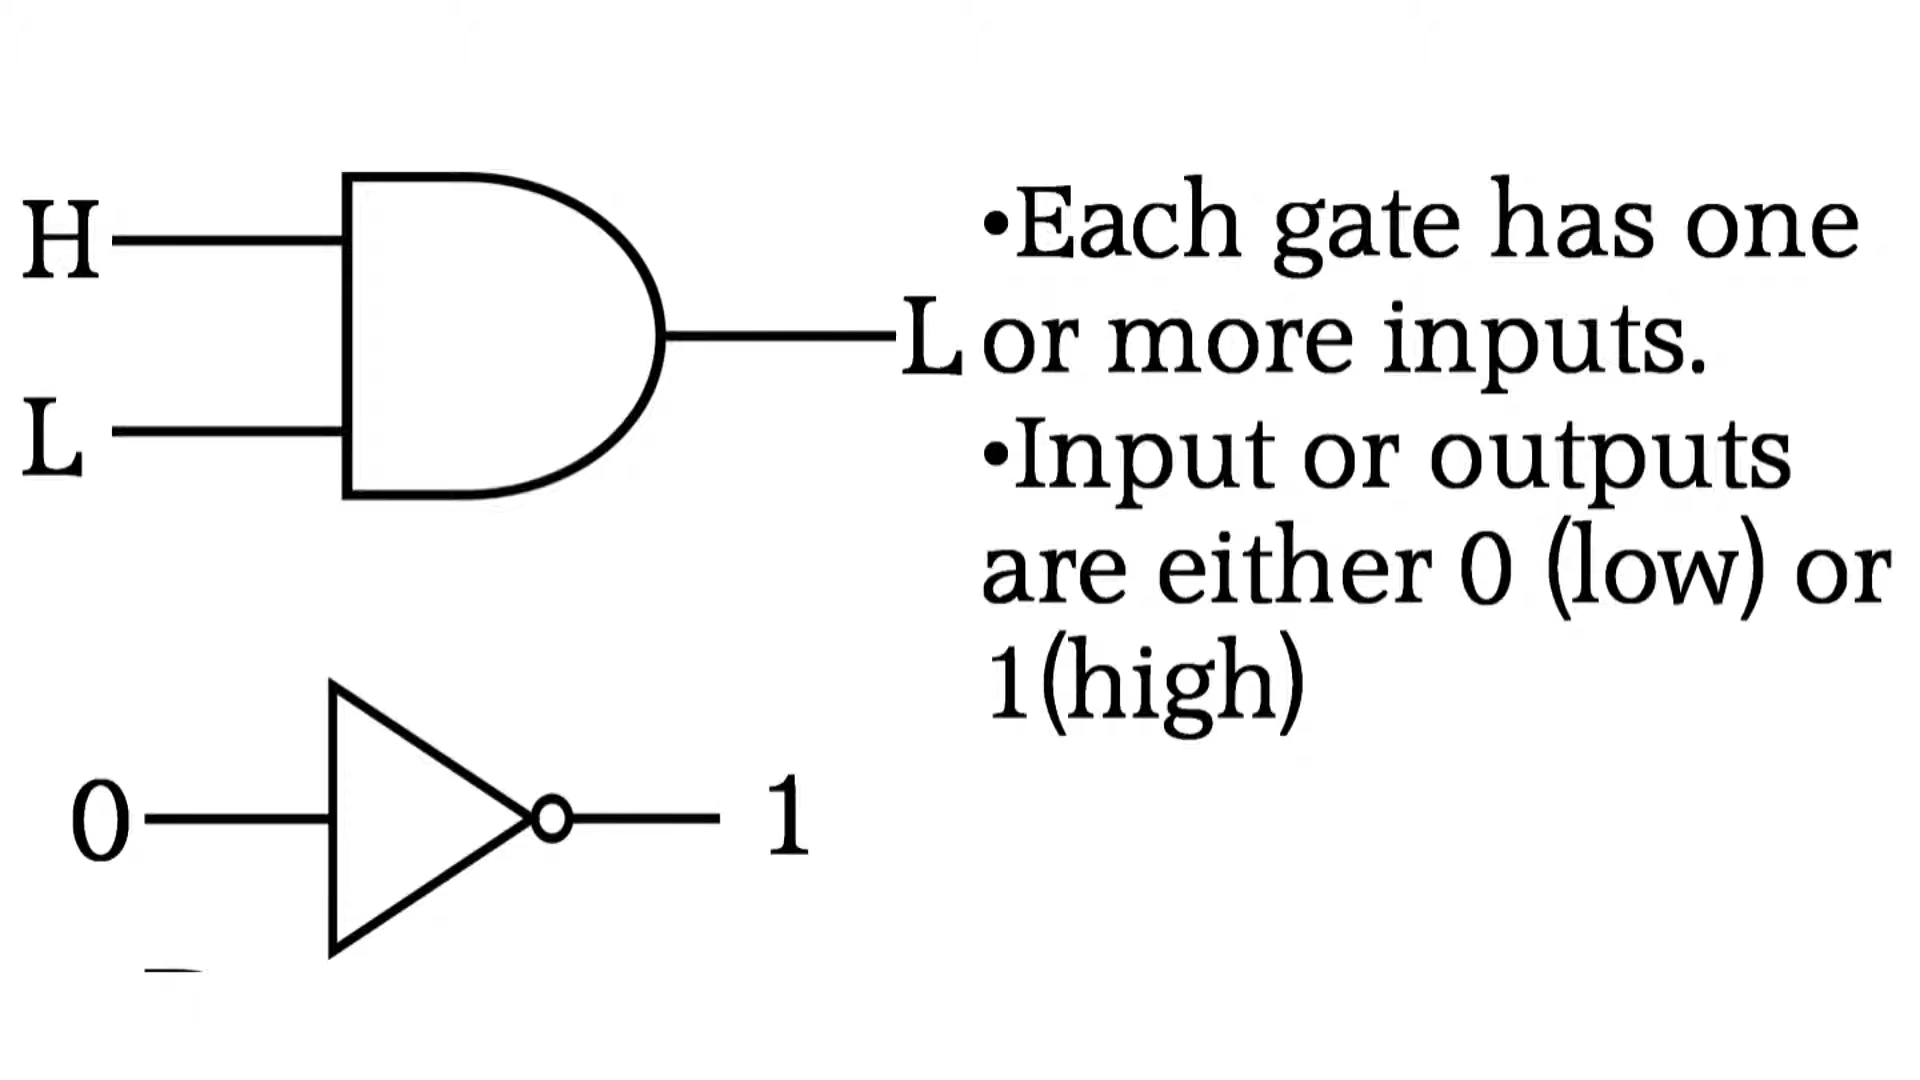 H
L
L
0
1
•Each gate has one
or more inputs.
•Input or outputs
are either 0 (low) or
1(high)